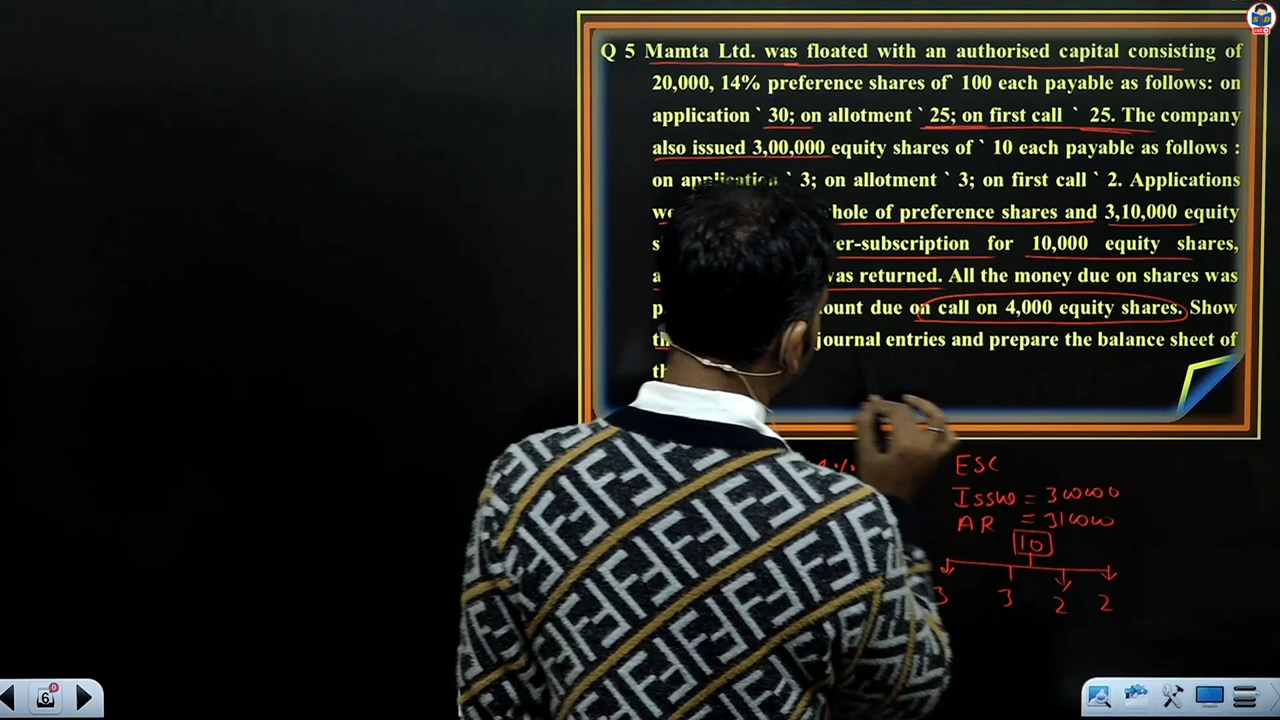 Q 5 Mamta Ltd. was floated with an authorised capital consisting of
20,000, 14% preference shares of ` 100 each payable as follows: on
application ` 30; on allotment ` 25; on first call ` 25. The company
also issued 3,00,000 equity shares of ` 10 each payable as follows :
on application ` 3; on allotment ` 3; on first call ` 2. Applications
of preference shares and 3,10,000 equity
for 10,000 equity shares,
was returned. All the money due on shares was
due on call on 4,000 equity shares. Show
journal entries and prepare the balance sheet of
ESC
Issue = 300000
AR = 310000
10
3 3 2 2
6